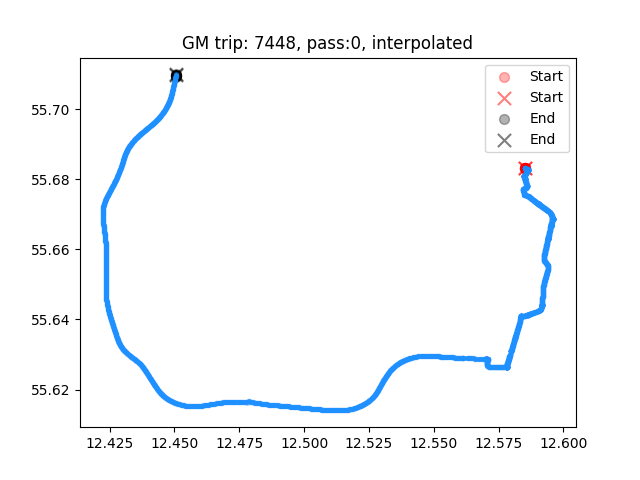 GM trip: 7448, pass:0, interpolated
Start
Start
End
End
55.70
55.68
55.66
55.64
55.62
12.425 12.450 12.475 12.500 12.525 12.550 12.575 12.600